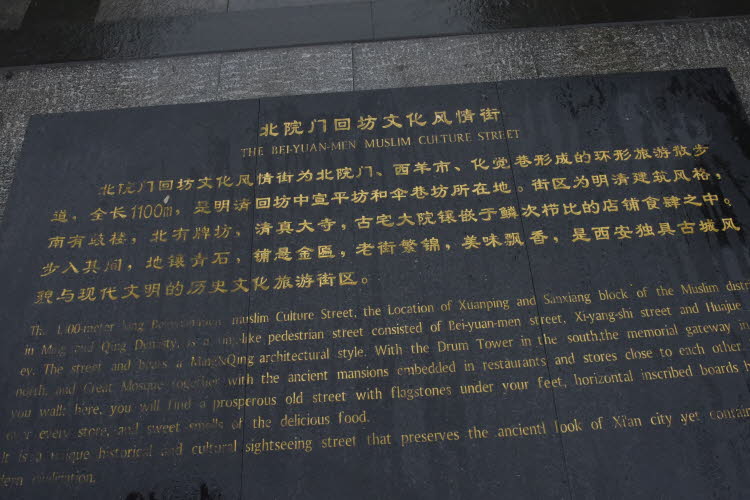 北院门回坊文化风情街
THE BEI-YUAN-MEN MUSLIM CULTURE STREET
北院门回坊文化风情街为北院门、西羊市、化觉巷形成的环形旅游散步
道，全长1100m，是明清回坊中宣平坊和伞巷坊所在地。街区为明清建筑风格，
南有鼓楼，北有牌坊，清真大寺，古宅大院镶嵌于鳞次栉比的店铺食肆之中。
步入其间，地镶青石，铺悬金匾，老街繁锦，美味飘香，是西安独具古城风
貌与现代文明的历史文化旅游街区。
The 1100-meter long muslim Culture Street, the Location of Xuanping and Sanxiang block of the Muslim
in Ming and Qing Dynasty, is a like pedestrian street consisted of Bei-yuan-men street, Xi-yang-shi street and Huajue
ey. The street and bears a Ming&Qing architectural style. With the Drum Tower in the south,the memorial gateway in
north, and Great Mosque together with the ancient mansions embedded in restaurants and stores close to each other
you walk here, you will find a prosperous old street with flagstones under your feet, horizontal inscribed boards
over every store, and sweet smells of the delicious food.
It is a unique historical and cultural sightseeing street that preserves the ancient look of Xi'an city yet
civilization.